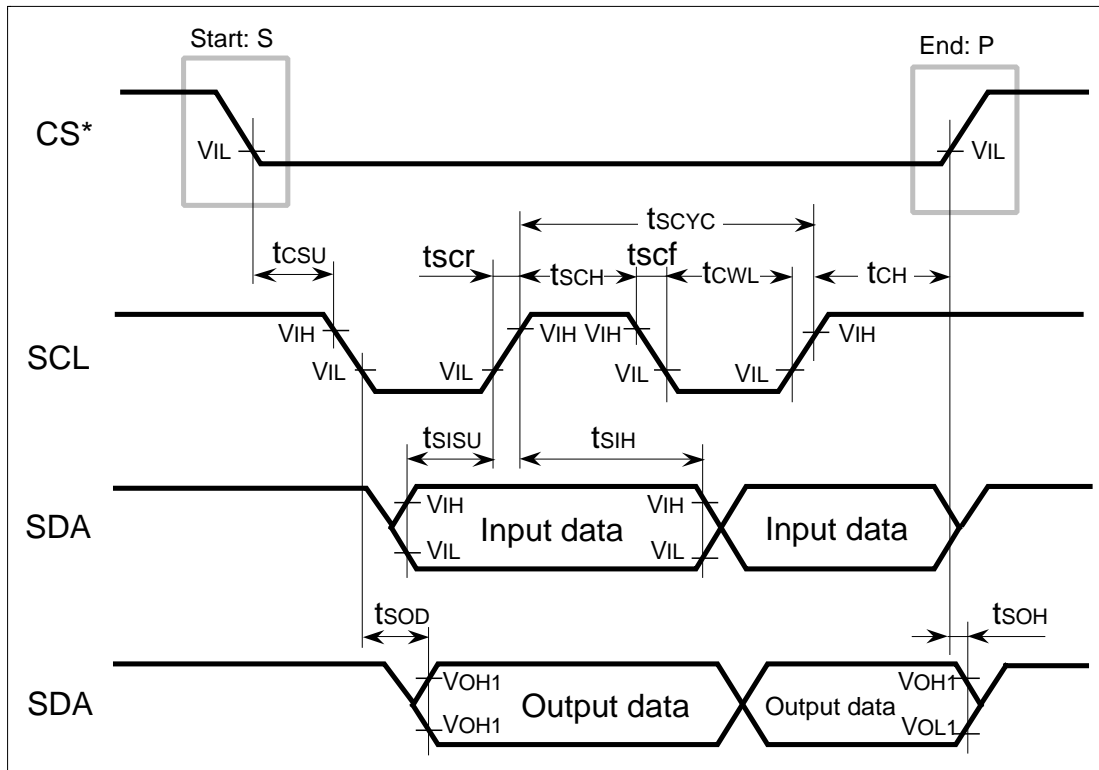 Start: S
End: P
CS*
VIL
VIL
tSCYC
tCSU
tscr
tSCH
tscf
tCWL
tCH
SCL
VIH
VIH
VIH
VIH
VIL
VIL
VIL
VIL
tSISU
tSIH
SDA
VIH
VIL
Input data
VIH
VIL
Input data
tSOD
tSOH
SDA
VOH1
VOH1
Output data
Output data
VOH1
VOL1